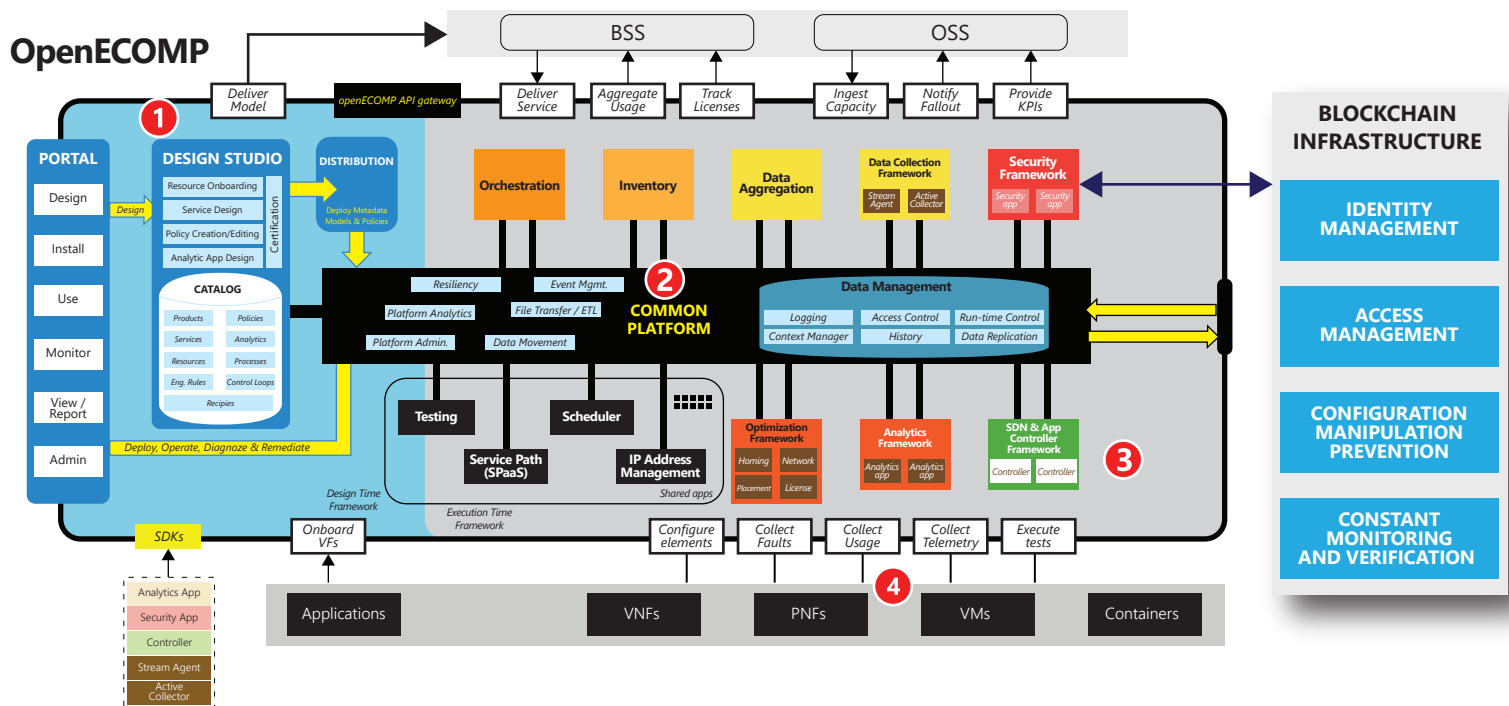 OpenECOMP
BSS
OSS
Deliver
Model
openECOMP API gateway
Deliver
Service
Aggregate
Usage
Track
Licenses
Ingest
Capacity
Notify
Fallout
Provide
KPIs
1
PORTAL
Design
Install
Use
Monitor
View /
Report
Admin
Design
DESIGN STUDIO
Resource Onboarding
Service Design
Policy Creation/Editing
Analytic App Design
Certification
CATALOG
Products
Policies
Services
Analytics
Resources
Processes
Eng. Rules
Control Loops
Recipies
DISTRIBUTION
Deploy Metadata
Models & Policies
Orchestration
Inventory
Data
Aggregation
Data Collection
Framework
Stream
Agent
Active
Collector
Security
Framework
Security
app
Security
app
2
COMMON
PLATFORM
Resiliency
Event Mgmt.
Platform Analytics
File Transfer / ETL
Platform Admin.
Data Movement
Data Management
Logging
Access Control
Run-time Control
Context Manager
History
Data Replication
Testing
Scheduler
Service Path
(SPaaS)
IP Address
Management
Shared apps
Optimization
Framework
Homing
Network
Placement
License
Analytics
Framework
Analytics
app
Analytics
app
SDN & App
Controller
Framework
Controller
Controller
3
Deploy, Operate, Diagnoze & Remediate
Design Time
Framework
Execution Time
Framework
SDKs
Onboard
VFs
Configure
elements
Collect
Faults
Collect
Usage
Collect
Telemetry
Execute
tests
4
Analytics App
Security App
Controller
Stream Agent
Active
Collector
Applications
VNFs
PNFs
VMs
Containers
BLOCKCHAIN
INFRASTRUCTURE
IDENTITY
MANAGEMENT
ACCESS
MANAGEMENT
CONFIGURATION
MANIPULATION
PREVENTION
CONSTANT
MONITORING
AND VERIFICATION